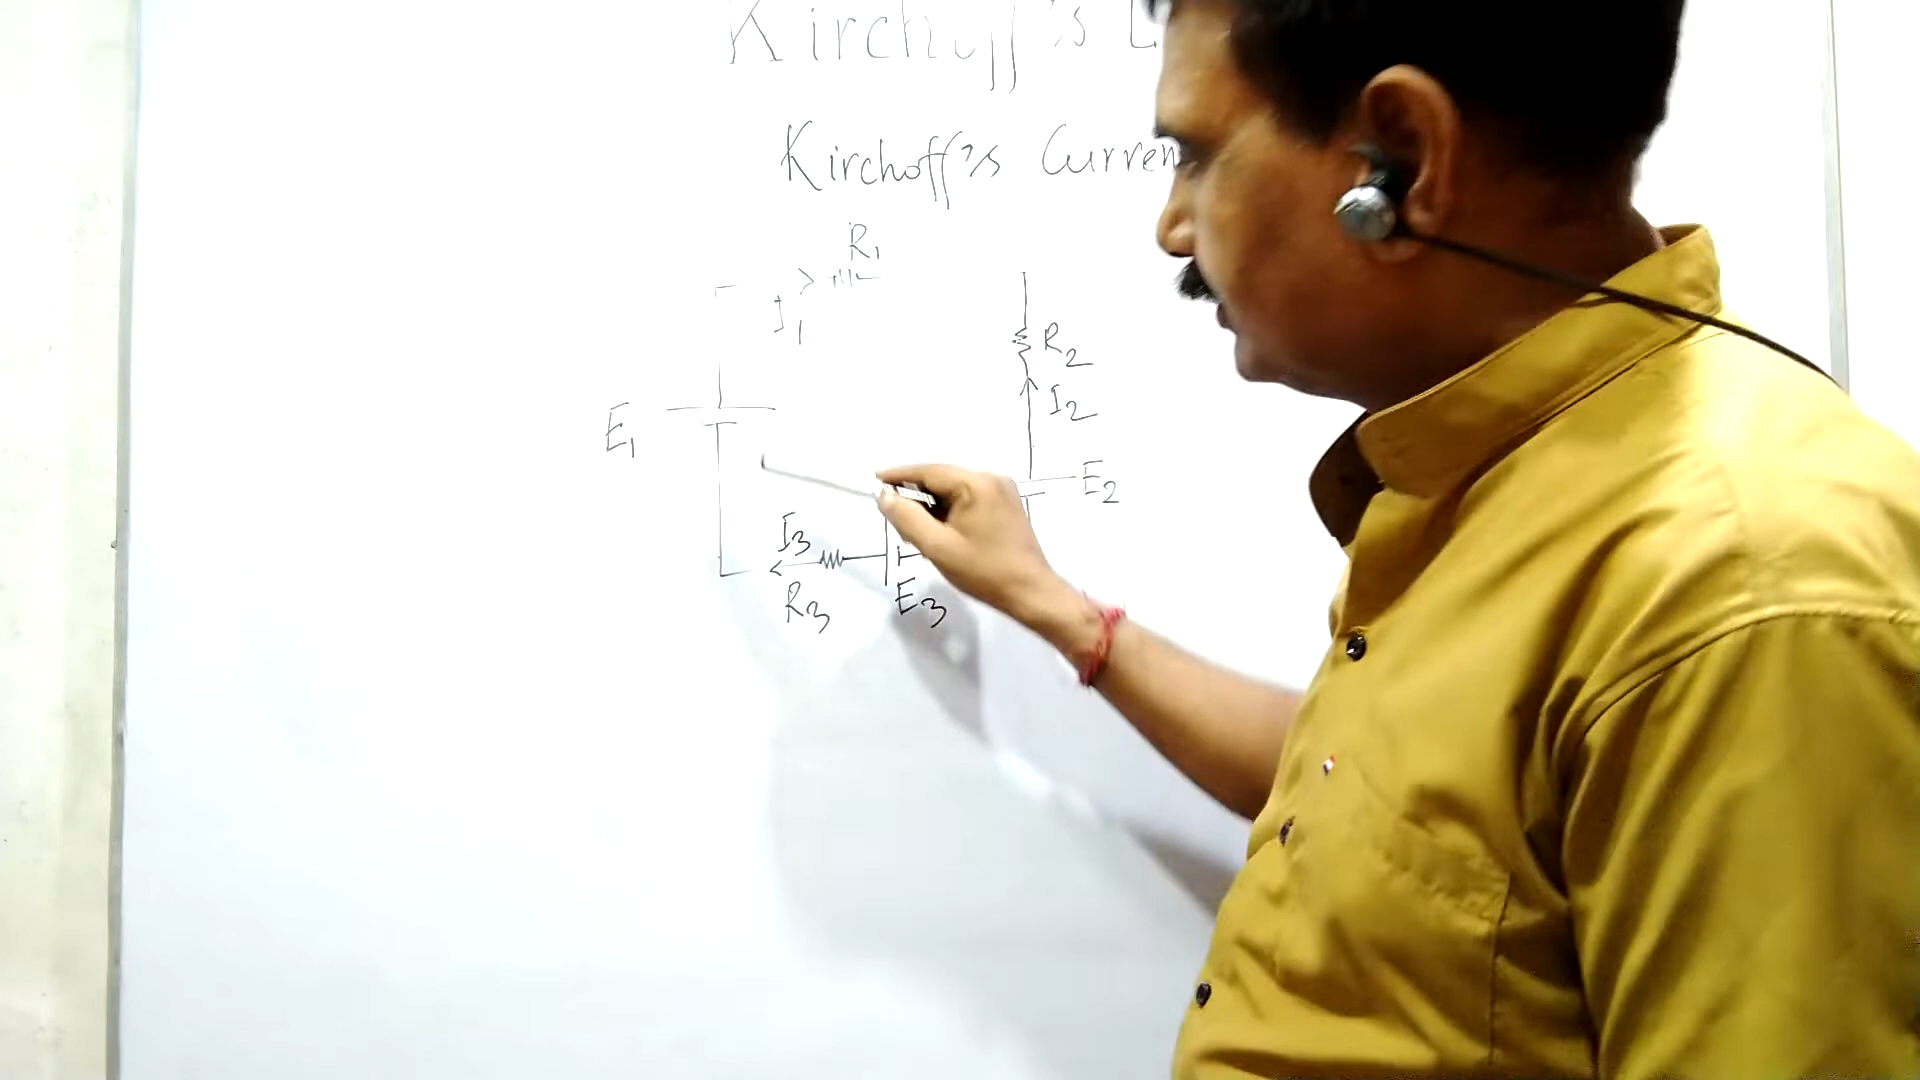 Kirchoff's L
Kirchoff's Curren
R1
I1
R2
I2
E1
E2
I3
R3
E3